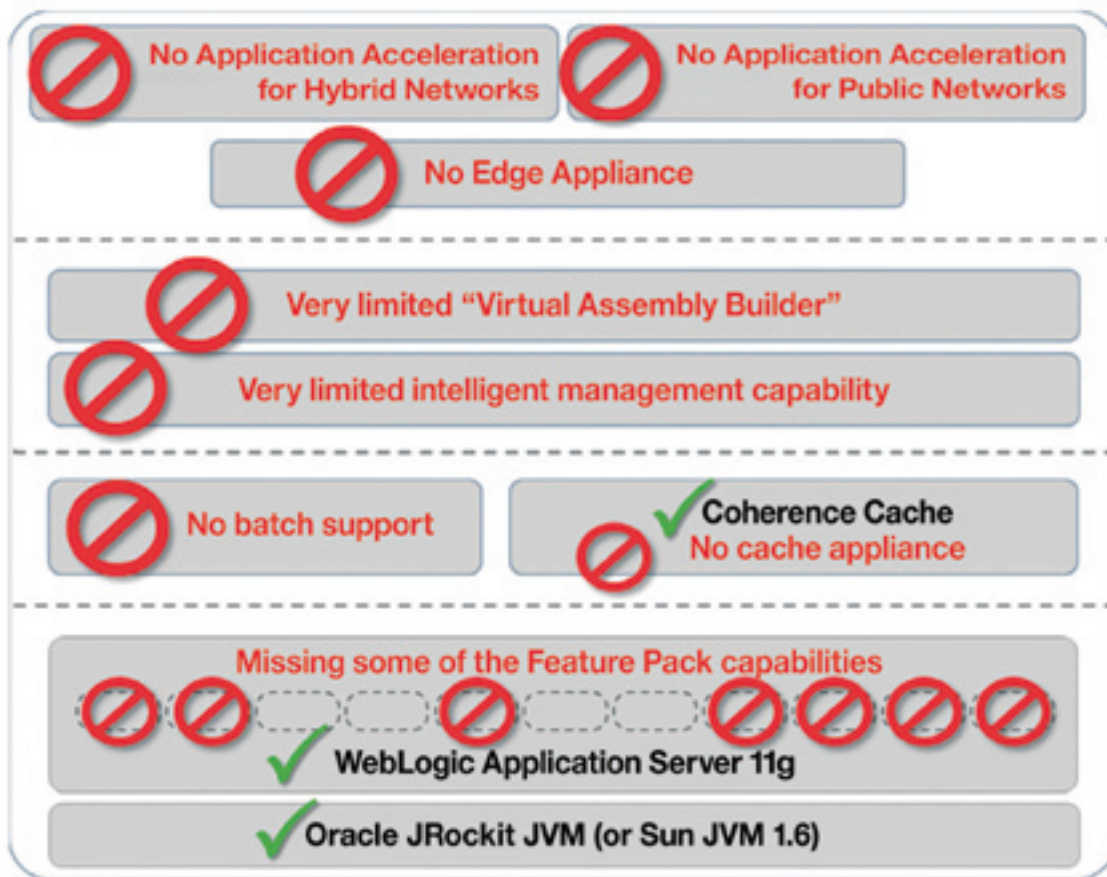 No Application Acceleration
for Hybrid Networks
No Application Acceleration
for Public Networks
No Edge Appliance
Very limited “Virtual Assembly Builder”
Very limited intelligent management capability
No batch support
Coherence Cache
No cache appliance
Missing some of the Feature Pack capabilities
WebLogic Application Server 11g
Oracle JRockit JVM (or Sun JVM 1.6)